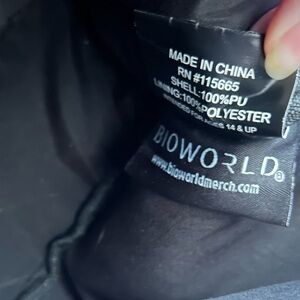 MADE IN CHINA
RN #115665
SHELL:100%PU
LINING:100%POLYESTER
INTENDED FOR AGES 14 & UP
BIOWORLD®
www.bioworldmerch.com